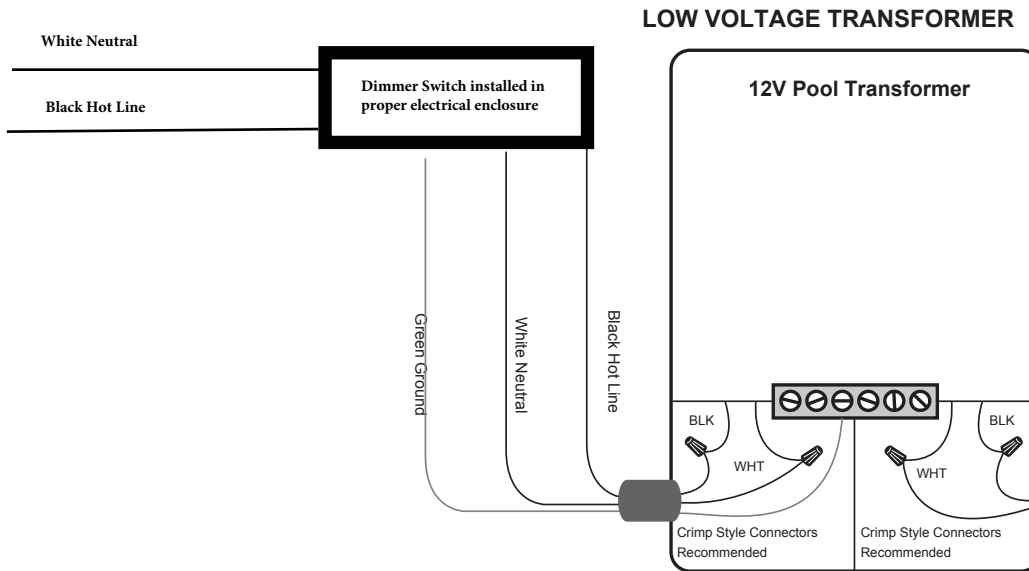 LOW VOLTAGE TRANSFORMER
White Neutral
Black Hot Line
Dimmer Switch installed in
proper electrical enclosure
12V Pool Transformer
Green Ground
White Neutral
Black Hot Line
BLK
WHT
BLK
WHT
Crimp Style Connectors
Recommended
Crimp Style Connectors
Recommended